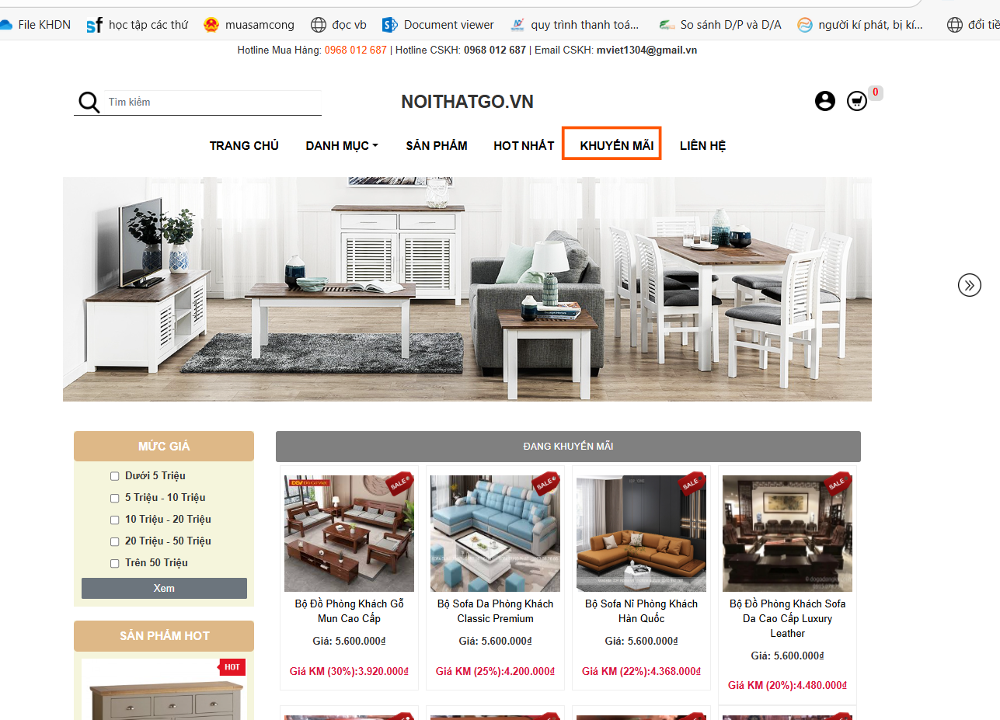 File KHDN
học tập các thứ
muasamcong
đọc vb
Document viewer
quy trình thanh toá...
So sánh D/P và D/A
người kí phát, bị kí...
đổi tiề
Hotline Mua Hàng: 0968 012 687 | Hotline CSKH: 0968 012 687 | Email CSKH: mviet1304@gmail.vn
Tìm kiếm
NOITHATGO.VN
0
TRANG CHỦ
DANH MỤC
SẢN PHẨM
HOT NHẤT
KHUYẾN MÃI
LIÊN HỆ
MỨC GIÁ
Dưới 5 Triệu
5 Triệu - 10 Triệu
10 Triệu - 20 Triệu
20 Triệu - 50 Triệu
Trên 50 Triệu
Xem
SẢN PHẨM HOT
HOT
ĐANG KHUYẾN MÃI
SALE
Bộ Đồ Phòng Khách Gỗ
Mun Cao Cấp
Giá: 5.600.000₫
Giá KM (30%):3.920.000₫
SALE
Bộ Sofa Da Phòng Khách
Classic Premium
Giá: 5.600.000₫
Giá KM (25%):4.200.000₫
SALE
Bộ Sofa Nỉ Phòng Khách
Hàn Quốc
Giá: 5.600.000₫
Giá KM (22%):4.368.000₫
SALE
Bộ Đồ Phòng Khách Sofa
Da Cao Cấp Luxury
Leather
Giá: 5.600.000₫
Giá KM (20%):4.480.000₫